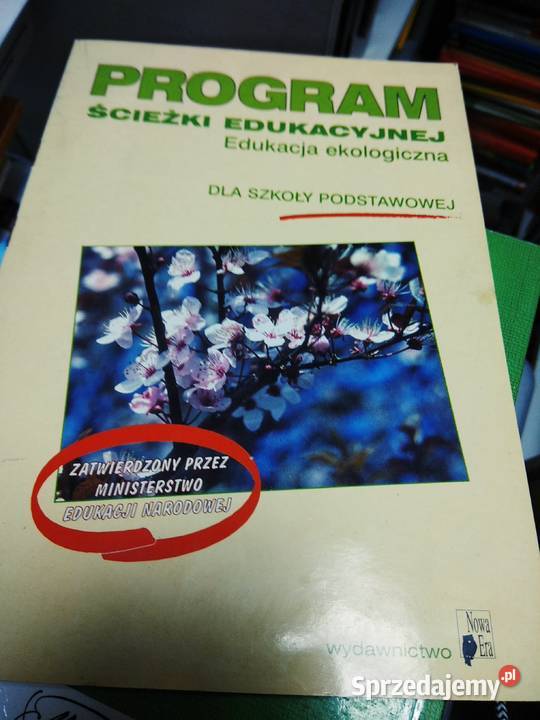 PROGRAM
ŚCIEŻKI EDUKACYJNEJ
Edukacja ekologiczna
DLA SZKOŁY PODSTAWOWEJ
ZATWIERDZONY PRZEZ
MINISTERSTWO
EDUKACJI NARODOWEJ
wydawnictwo
Nowa
Era
Sprzedajemy.pl